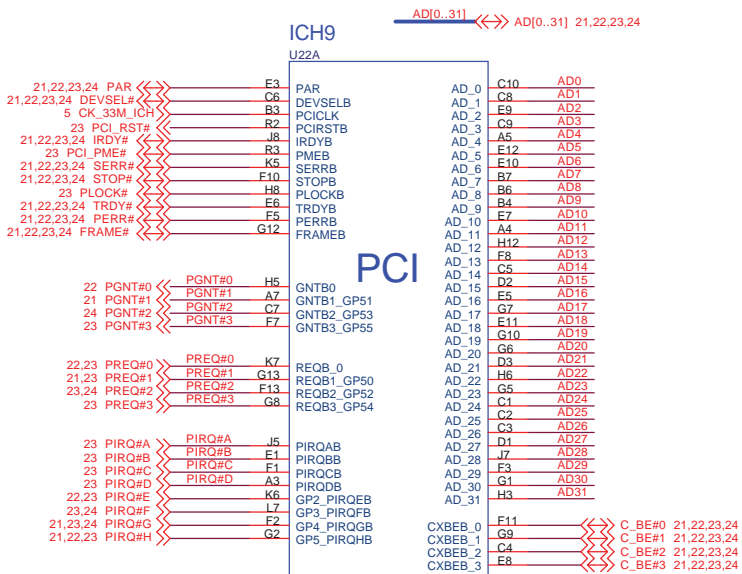 AD[0..31] AD[0..31] 21,22,23,24
ICH9
U22A
21,22,23,24 PAR E3 PAR AD_0 C10 AD0
21,22,23,24 DEVSEL# C6 DEVSELB AD_1 C8 AD1
5 CK_33M_ICH B3 PCICLK AD_2 E9 AD2
23 PCI_RST# R2 PCIRSTB AD_3 C9 AD3
21,22,23,24 IRDY# J8 IRDYB AD_4 A5 AD4
23 PCI_PME# R3 PMEB AD_5 E12 AD5
21,22,23,24 SERR# K5 SERRB AD_6 E10 AD6
21,22,23,24 STOP# F10 STOPB AD_7 B7 AD7
23 PLOCK# H8 PLOCKB AD_8 B6 AD8
21,22,23,24 TRDY# E6 TRDYB AD_9 B4 AD9
21,22,23,24 PERR# F5 PERRB AD_10 E7 AD10
21,22,23,24 FRAME# G12 FRAMEB AD_11 A4 AD11
AD_12 H12 AD12
PCI
AD_13 F8 AD13
AD_14 C5 AD14
22 PGNT#0 PGNT#0 H5 GNTB0 AD_15 D2 AD15
21 PGNT#1 PGNT#1 A7 GNTB1_GP51 AD_16 E5 AD16
24 PGNT#2 PGNT#2 C7 GNTB2_GP53 AD_17 G7 AD17
23 PGNT#3 PGNT#3 F7 GNTB3_GP55 AD_18 E11 AD18
AD_19 G10 AD19
AD_20 G6 AD20
22,23 PREQ#0 PREQ#0 K7 REQB_0 AD_21 D3 AD21
21,23 PREQ#1 PREQ#1 G13 REQB1_GP50 AD_22 H6 AD22
23,24 PREQ#2 PREQ#2 F13 REQB2_GP52 AD_23 G5 AD23
23 PREQ#3 PREQ#3 G8 REQB3_GP54 AD_24 C1 AD24
AD_25 C2 AD25
AD_26 C3 AD26
23 PIRQ#A PIRQ#A J5 PIRQAB AD_27 D1 AD27
23 PIRQ#B PIRQ#B E1 PIRQBB AD_28 J7 AD28
23 PIRQ#C PIRQ#C F1 PIRQCB AD_29 F3 AD29
23 PIRQ#D PIRQ#D A3 PIRQDB AD_30 G1 AD30
22,23 PIRQ#E K6 GP2_PIRQEB AD_31 H3 AD31
23,24 PIRQ#F L7 GP3_PIRQFB
21,23,24 PIRQ#G F2 GP4_PIRQGB CXBEB_0 F11 C_BE#0 21,22,23,24
21,22,23 PIRQ#H G2 GP5_PIRQHB CXBEB_1 G9 C_BE#1 21,22,23,24
CXBEB_2 C4 C_BE#2 21,22,23,24
CXBEB_3 E8 C_BE#3 21,22,23,24